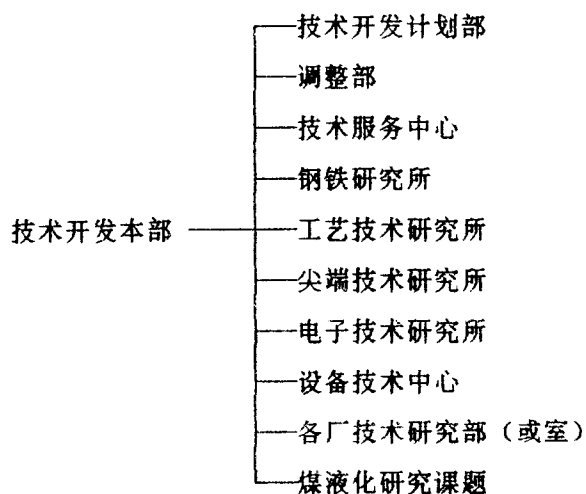 技术开发计划部
调整部
技术服务中心
钢铁研究所
技术开发本部
工艺技术研究所
尖端技术研究所
电子技术研究所
设备技术中心
各厂技术研究部（或室）
煤液化研究课题